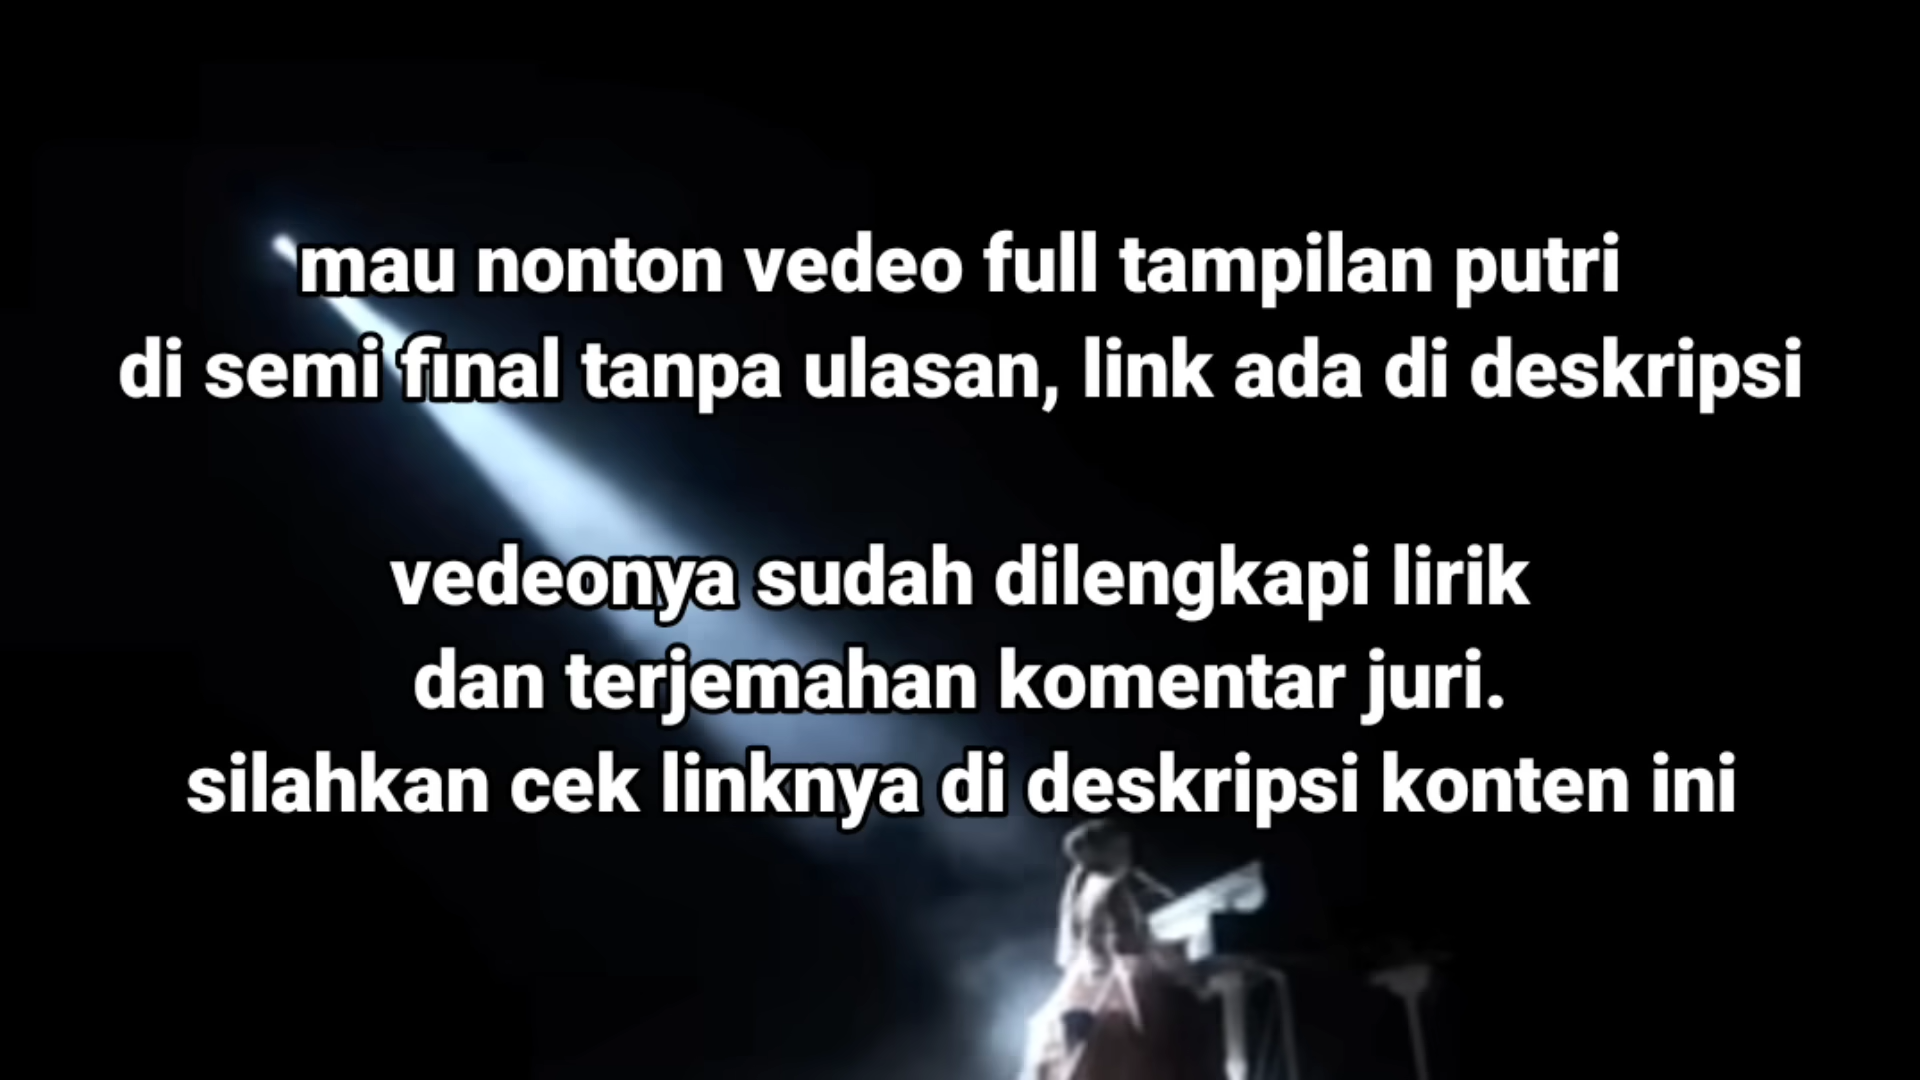 mau nonton vedeo full tampilan putri
di semi final tanpa ulasan, link ada di deskripsi
vedeonya sudah dilengkapi lirik
dan terjemahan komentar juri.
silahkan cek linknya di deskripsi konten ini